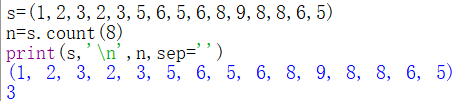 s=(1,2,3,2,3,5,6,5,6,8,9,8,8,6,5)
n=s.count(8)
print(s,'\n',n,sep='')
(1, 2, 3, 2, 3, 5, 6, 5, 6, 8, 9, 8, 8, 6, 5)
3